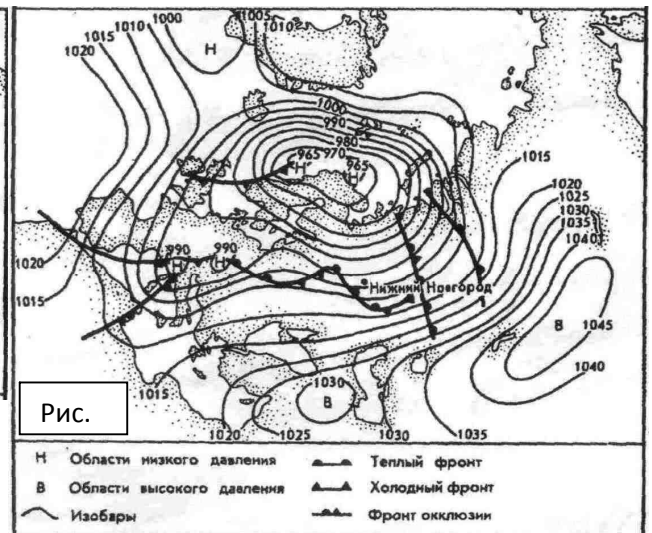 1000
1005
1010
1015
1020
1015
1020
Н
1000
990
980
970
965
Н
965
Н
990
Н
990
Н
1015
1020
1025
1030
1035
1040
Нижний Новгород
1020
1015
В
1045
1040
1015
1030
В
1020
1025
1030
1035
Рис.
Н Области низкого давления
В Области высокого давления
Изобары
Теплый фронт
Холодный фронт
Фронт окклюзии